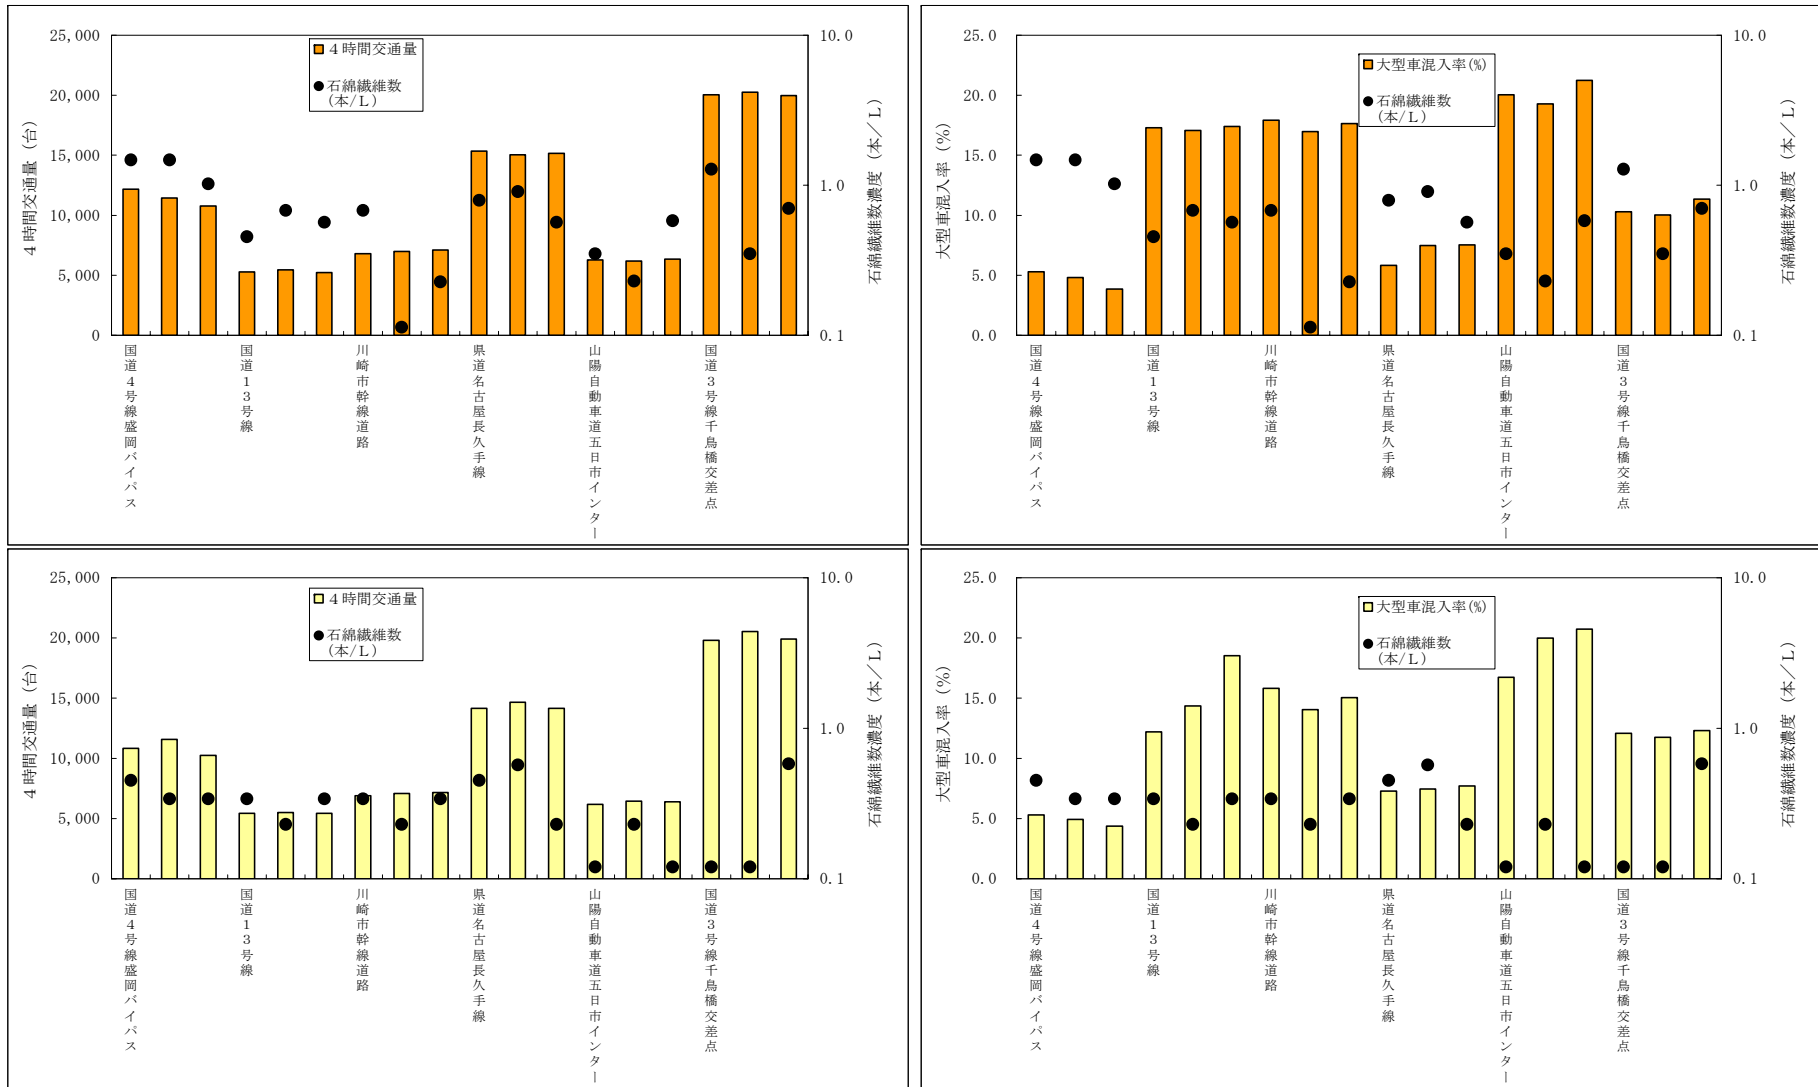 25,000
20,000
15,000
10,000
5,000
0
4時間交通量（台）
10.0
1.0
0.1
石綿繊維数濃度（本／L）
4時間交通量
石綿繊維数
(本/L)
国道4号線盛岡バイパス
国道13号線
川崎市幹線道路
県道名古屋長久手線
山陽自動車道五日市インター
国道3号線千鳥橋交差点
25.0
20.0
15.0
10.0
5.0
0.0
大型車混入率（%）
10.0
1.0
0.1
石綿繊維数濃度（本／L）
大型車混入率(%)
石綿繊維数
(本/L)
国道4号線盛岡バイパス
国道13号線
川崎市幹線道路
県道名古屋長久手線
山陽自動車道五日市インター
国道3号線千鳥橋交差点
25,000
20,000
15,000
10,000
5,000
0
4時間交通量（台）
10.0
1.0
0.1
石綿繊維数濃度（本／L）
4時間交通量
石綿繊維数
(本/L)
国道4号線盛岡バイパス
国道13号線
川崎市幹線道路
県道名古屋長久手線
山陽自動車道五日市インター
国道3号線千鳥橋交差点
25.0
20.0
15.0
10.0
5.0
0.0
大型車混入率（%）
10.0
1.0
0.1
石綿繊維数濃度（本／L）
大型車混入率(%)
石綿繊維数
(本/L)
国道4号線盛岡バイパス
国道13号線
川崎市幹線道路
県道名古屋長久手線
山陽自動車道五日市インター
国道3号線千鳥橋交差点